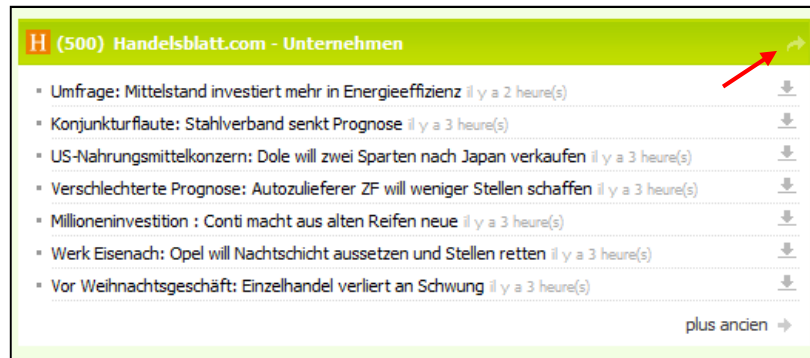 H (500) Handelsblatt.com - Unternehmen
Umfrage: Mittelstand investiert mehr in Energieeffizienz il y a 2 heure(s)
Konjunkturflaute: Stahlverband senkt Prognose il y a 3 heure(s)
US-Nahrungsmittelkonzern: Dole will zwei Sparten nach Japan verkaufen il y a 3 heure(s)
Verschlechterte Prognose: Autozulieferer ZF will weniger Stellen schaffen il y a 3 heure(s)
Millioneninvestition : Conti macht aus alten Reifen neue il y a 3 heure(s)
Werk Eisenach: Opel will Nachtschicht aussetzen und Stellen retten il y a 3 heure(s)
Vor Weihnachtsgeschäft: Einzelhandel verliert an Schwung il y a 3 heure(s)
plus ancien